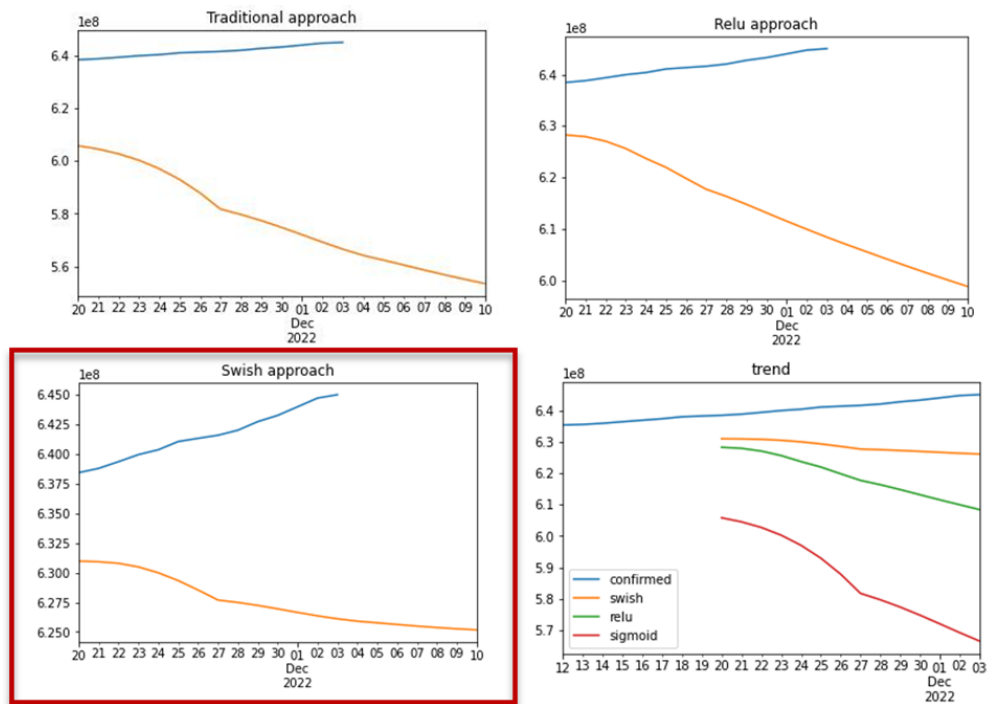 Traditional approach
1e8
6.4
6.2
6.0
5.8
5.6
20 21 22 23 24 25 26 27 28 29 30 01 02 03 04 05 06 07 08 09 10
Dec
2022
Relu approach
1e8
6.4
6.3
6.2
6.1
6.0
20 21 22 23 24 25 26 27 28 29 30 01 02 03 04 05 06 07 08 09 10
Dec
2022
Swish approach
1e8
6.450
6.425
6.400
6.375
6.350
6.325
6.300
6.275
6.250
20 21 22 23 24 25 26 27 28 29 30 01 02 03 04 05 06 07 08 09 10
Dec
2022
trend
1e8
6.4
6.3
6.2
6.1
6.0
5.9
5.8
5.7
confirmed
swish
relu
sigmoid
12 13 14 15 16 17 18 19 20 21 22 23 24 25 26 27 28 29 30 01 02 03
Dec
2022